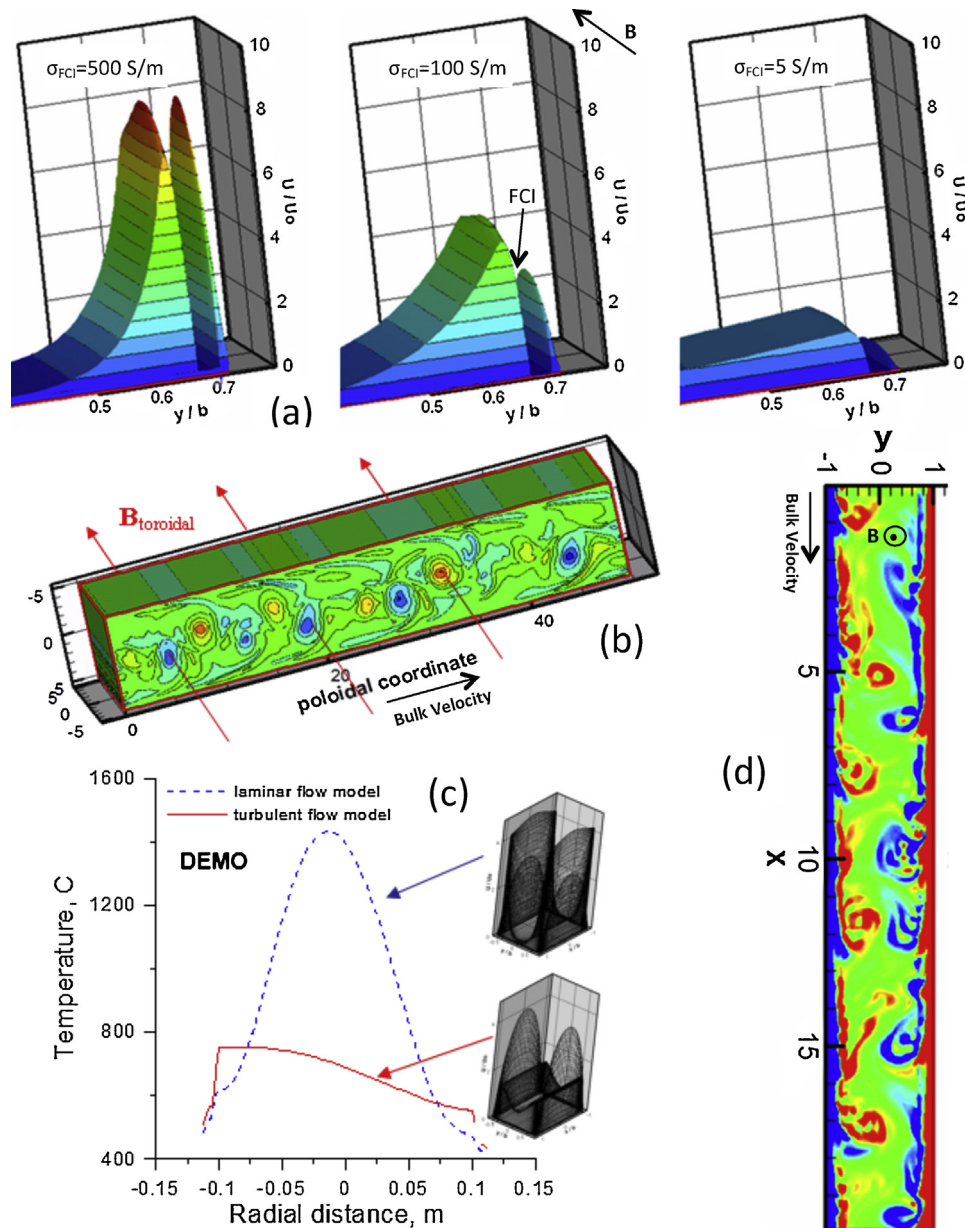 σFCI=500 S/m
10
8
6
4
2
0
U / Uo
0.5
0.6
0.7
y / b
(a)
σFCI=100 S/m
B
FCI
10
8
6
4
2
0
U / Uo
0.5
0.6
0.7
y / b
σFCI=5 S/m
10
8
6
4
2
0
U / Uo
0.5
0.6
0.7
y / b
Btoroidal
-5
0
5
-5
0
5
0
20
40
poloidal coordinate
Bulk Velocity
(b)
y
-1
0
1
Bulk Velocity
B
5
10
15
X
(d)
1600
1200
800
400
Temperature, C
laminar flow model
turbulent flow model
DEMO
(c)
-0.15
-0.1
-0.05
0
0.05
0.1
0.15
Radial distance, m